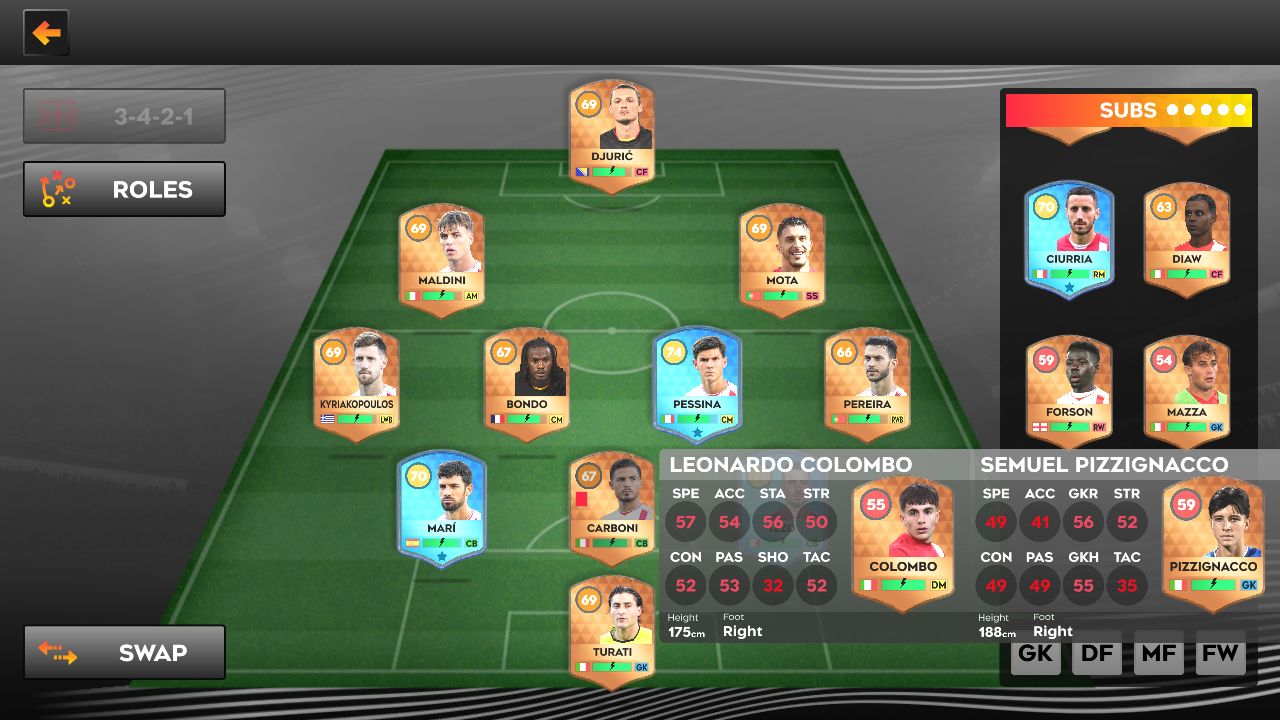 3-4-2-1
ROLES
SWAP
69
DJURIĆ
CF
69
MALDINI
AM
69
MOTA
SS
69
KYRIAKOPOULOS
LWB
67
BONDO
CM
74
PESSINA
CM
66
PEREIRA
RWB
70
MARÍ
CB
67
CARBONI
CB
69
TURATI
GK
SUBS
70
CIURRIA
RM
63
DIAW
CF
59
FORSON
RW
54
MAZZA
GK
LEONARDO COLOMBO
SPE ACC STA STR
57 54 56 50
CON PAS SHO TAC
52 53 32 52
Height Foot
175cm Right
55
COLOMBO
DM
SEMUEL PIZZIGNACCO
SPE ACC GKR STR
49 41 56 52
CON PAS GKH TAC
49 49 55 35
Height Foot
188cm Right
59
PIZZIGNACCO
GK
GK DF MF FW